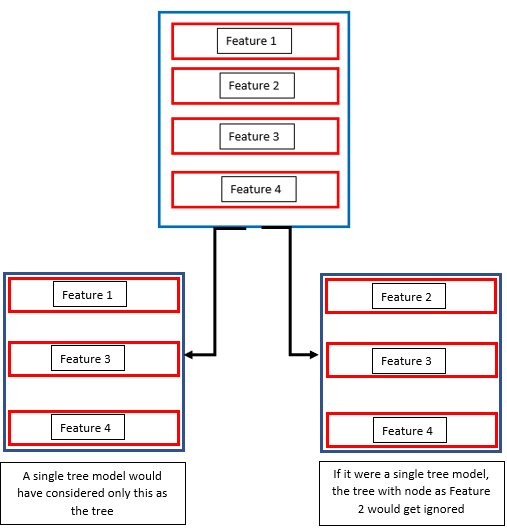 Feature 1
Feature 2
Feature 3
Feature 4
Feature 1
Feature 3
Feature 4
A single tree model would
have considered only this as
the tree
Feature 2
Feature 3
Feature 4
If it were a single tree model,
the tree with node as Feature
2 would get ignored